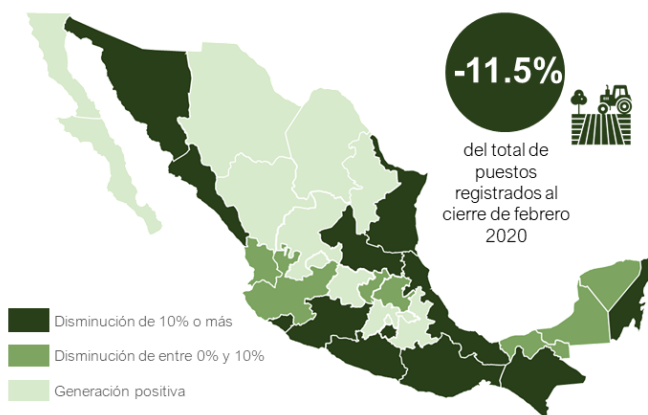 -11.5%
del total de
puestos
registrados al
cierre de febrero
2020
Disminución de 10% o más
Disminución de entre 0% y 10%
Generación positiva